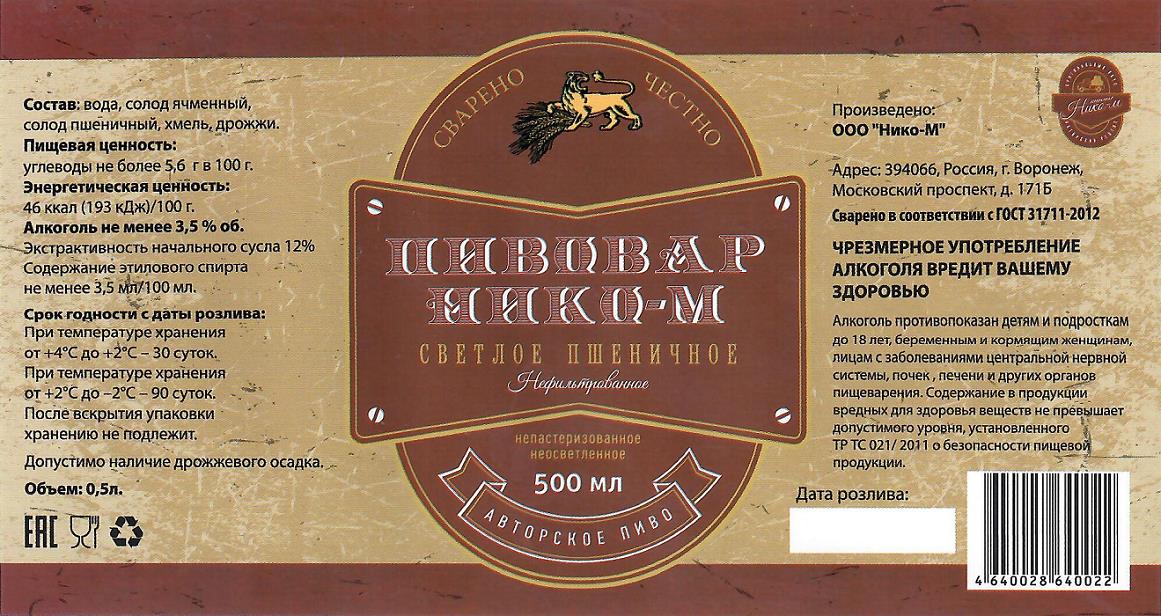 Состав: вода, солод ячменный,
солод пшеничный, хмель, дрожжи.
Пищевая ценность:
углеводы не более 5,6 г в 100 г.
Энергетическая ценность:
46 ккал (193 кДж)/100 г.
Алкоголь не менее 3,5 % об.
Экстрактивность начального сусла 12%
Содержание этилового спирта
не менее 3,5 мл/100 мл.
Срок годности с даты розлива:
При температуре хранения
от +4°С до +2°С – 30 суток.
При температуре хранения
от +2°С до –2°С – 90 суток.
После вскрытия упаковки
хранению не подлежит.
Допустимо наличие дрожжевого осадка.
Объем: 0,5л.
EAC
СВАРЕНО ЧЕСТНО
ПИВОВАР
НИКО-М
СВЕТЛОЕ ПШЕНИЧНОЕ
Нефильтрованное
непастеризованное
неосветленное
500 мл
АВТОРСКОЕ ПИВО
Нико-М
Произведено:
ООО "Нико-М"
Адрес: 394066, Россия, г. Воронеж,
Московский проспект, д. 171Б
Сварено в соответствии с ГОСТ 31711-2012
ЧРЕЗМЕРНОЕ УПОТРЕБЛЕНИЕ
АЛКОГОЛЯ ВРЕДИТ ВАШЕМУ
ЗДОРОВЬЮ
Алкоголь противопоказан детям и подросткам
до 18 лет, беременным и кормящим женщинам,
лицам с заболеваниями центральной нервной
системы, почек , печени и других органов
пищеварения. Содержание в продукции
вредных для здоровья веществ не превышает
допустимого уровня, установленного
ТР ТС 021/ 2011 о безопасности пищевой
продукции.
Дата розлива:
4 640028 640022